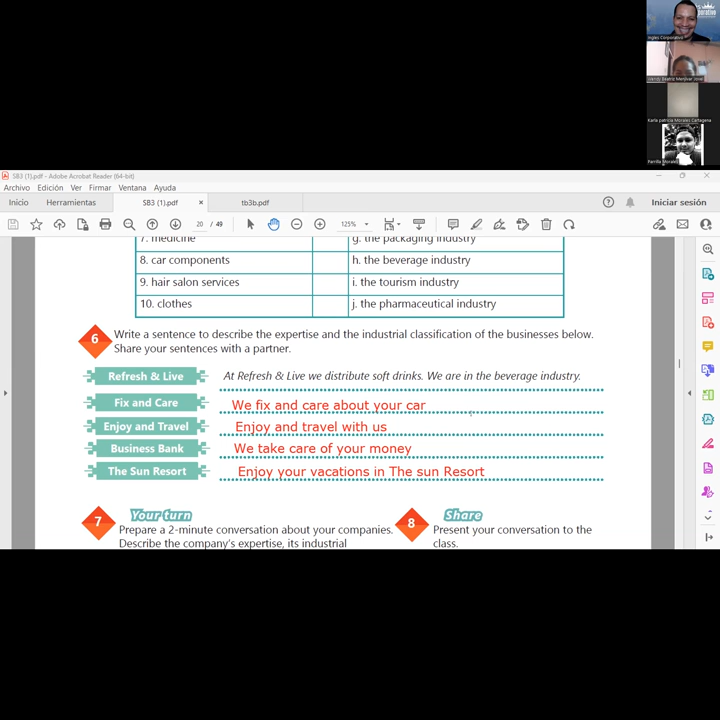 porativo
Ingles Corporativo
Karla patricia Morales Cartagena
SB3 (1).pdf - Adobe Acrobat Reader (64-bit)
Archivo Edición Ver Firmar Ventana Ayuda
Inicio Herramientas SB3 (1).pdf × tb3b.pdf Iniciar sesión
20 / 49 125%
7. medicine g. the packaging industry
8. car components h. the beverage industry
9. hair salon services i. the tourism industry
10. clothes j. the pharmaceutical industry
6 Write a sentence to describe the expertise and the industrial classification of the businesses below.
Share your sentences with a partner.
Refresh & Live At Refresh & Live we distribute soft drinks. We are in the beverage industry.
Fix and Care We fix and care about your car
Enjoy and Travel Enjoy and travel with us
Business Bank We take care of your money
The Sun Resort Enjoy your vacations in The sun Resort
7 Your turn 8 Share
Prepare a 2-minute conversation about your companies. Present your conversation to the
Describe the company's expertise, its industrial class.